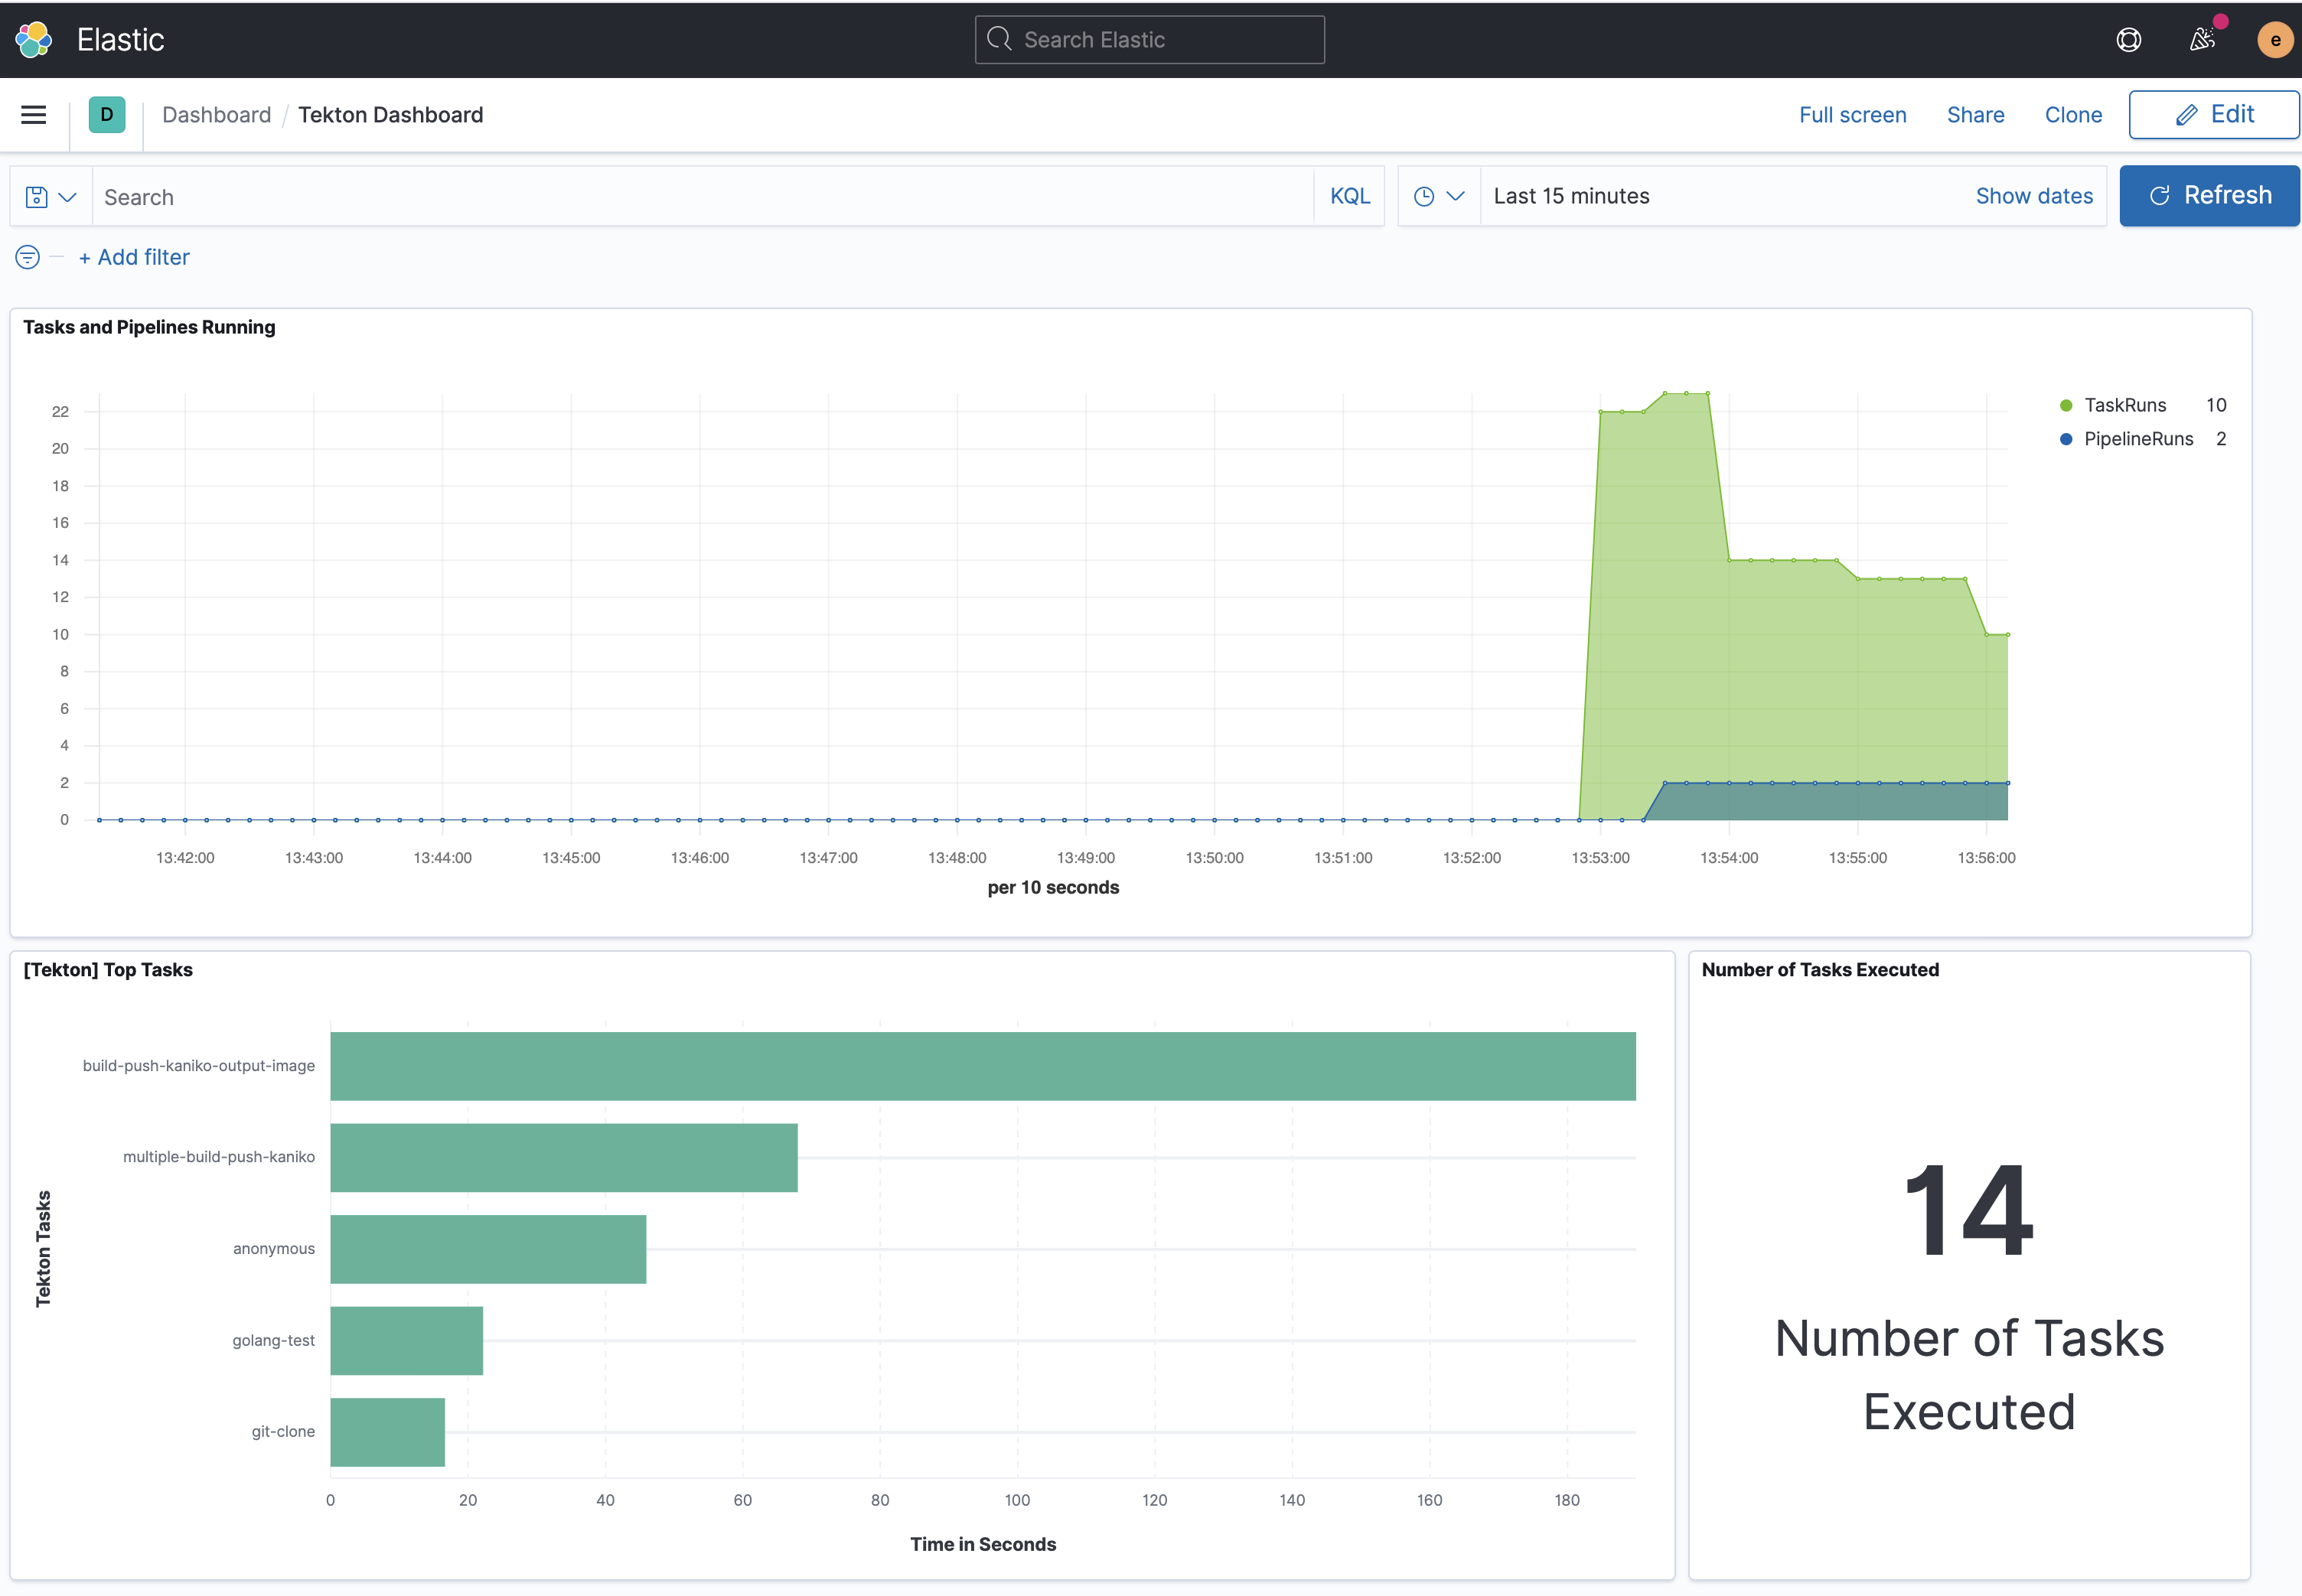 Elastic
Search Elastic
e
D
Dashboard / Tekton Dashboard
Full screen
Share
Clone
Edit
Search
KQL
Last 15 minutes
Show dates
Refresh
+ Add filter
Tasks and Pipelines Running
22
20
18
16
14
12
10
8
6
4
2
0
13:42:00 13:43:00 13:44:00 13:45:00 13:46:00 13:47:00 13:48:00 13:49:00 13:50:00 13:51:00 13:52:00 13:53:00 13:54:00 13:55:00 13:56:00
per 10 seconds
TaskRuns 10
PipelineRuns 2
[Tekton] Top Tasks
Tekton Tasks
build-push-kaniko-output-image
multiple-build-push-kaniko
anonymous
golang-test
git-clone
0 20 40 60 80 100 120 140 160 180
Time in Seconds
Number of Tasks Executed
14
Number of Tasks
Executed